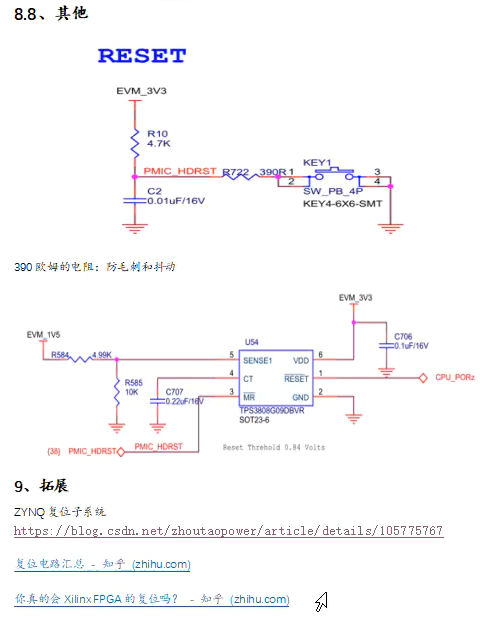 8.8、其他
RESET
EVM_3V3
R10
4.7K
PMIC_HDRST
R722 390R
KEY1
1
2
3
4
C2
0.01uF/16V
SW_PB_4P
KEY4-6X6-SMT
390 欧姆的电阻：防毛刺和抖动
EVM_3V3
EVM_1V5
U54
C706
0.1uF/16V
R584 4.99K
5 SENSE1 VDD 6
R585
10K
C707
0.22uF/16V
4 CT RESET 1
CPU_PORz
3 MR GND 2
TPS3808G09DBVR
SOT23-6
{38} PMIC_HDRST
PMIC_HDRST
Reset Threhold 0.84 Volts
9、拓展
ZYNQ 复位子系统
https://blog.csdn.net/zhoutaopower/article/details/105775767
复位电路汇总 - 知乎 (zhihu.com)
你真的会 Xilinx FPGA 的复位吗？ - 知乎 (zhihu.com)